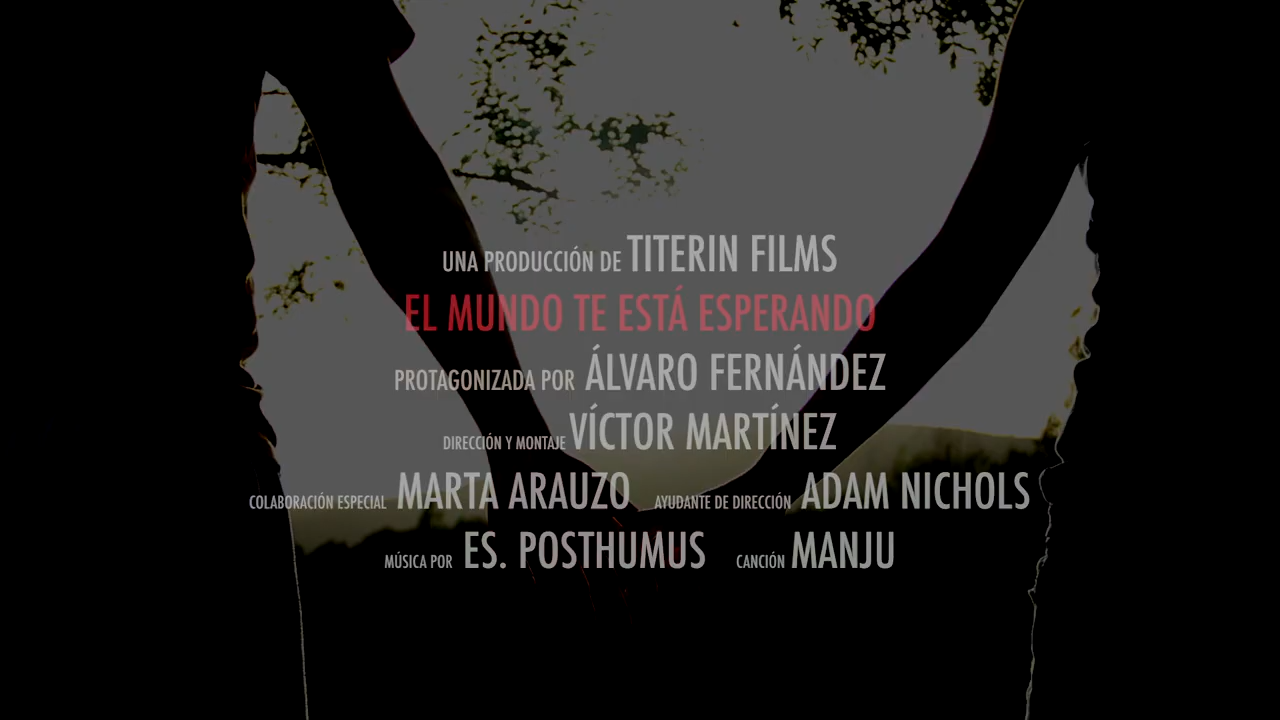 UNA PRODUCCIÓN DE TITERIN FILMS
EL MUNDO TE ESTÁ ESPERANDO
PROTAGONIZADA POR ÁLVARO FERNÁNDEZ
DIRECCIÓN Y MONTAJE VÍCTOR MARTÍNEZ
COLABORACIÓN ESPECIAL MARTA ARAUZO AYUDANTE DE DIRECCIÓN ADAM NICHOLS
MÚSICA POR ES. POSTHUMUS CANCIÓN MANJU